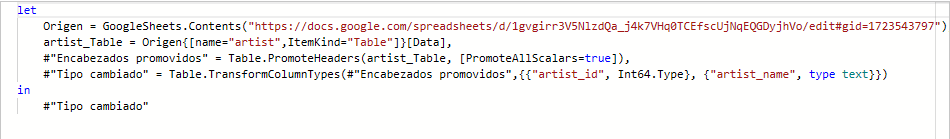 let
Origen = GoogleSheets.Contents("https://docs.google.com/spreadsheets/d/1gvgirr3V5NlzdQa_j4k7VHq0TCEfscUjNqEQGDyjhVo/edit#gid=1723543797")
artist_Table = Origen{[name="artist",ItemKind="Table"]}[Data],
#"Encabezados promovidos" = Table.PromoteHeaders(artist_Table, [PromoteAllScalars=true]),
#"Tipo cambiado" = Table.TransformColumnTypes(#"Encabezados promovidos",{{"artist_id", Int64.Type}, {"artist_name", type text}})
in
#"Tipo cambiado"